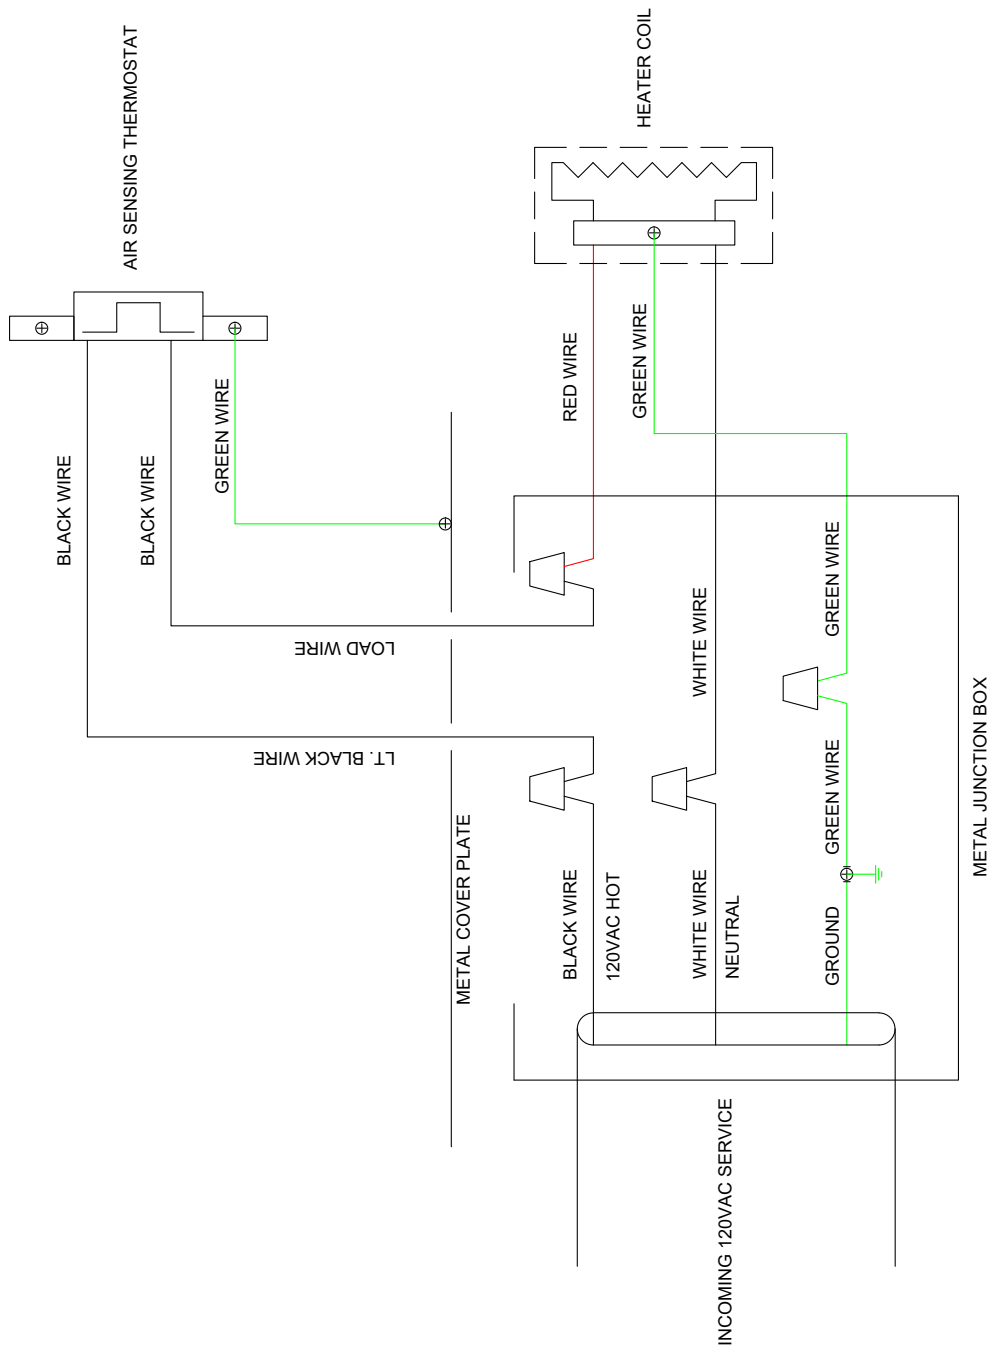 AIR SENSING THERMOSTAT
HEATER COIL
BLACK WIRE
BLACK WIRE
GREEN WIRE
RED WIRE
GREEN WIRE
LOAD WIRE
LT. BLACK WIRE
WHITE WIRE
GREEN WIRE
METAL COVER PLATE
BLACK WIRE
120VAC HOT
WHITE WIRE
NEUTRAL
GREEN WIRE
GROUND
METAL JUNCTION BOX
INCOMING 120VAC SERVICE